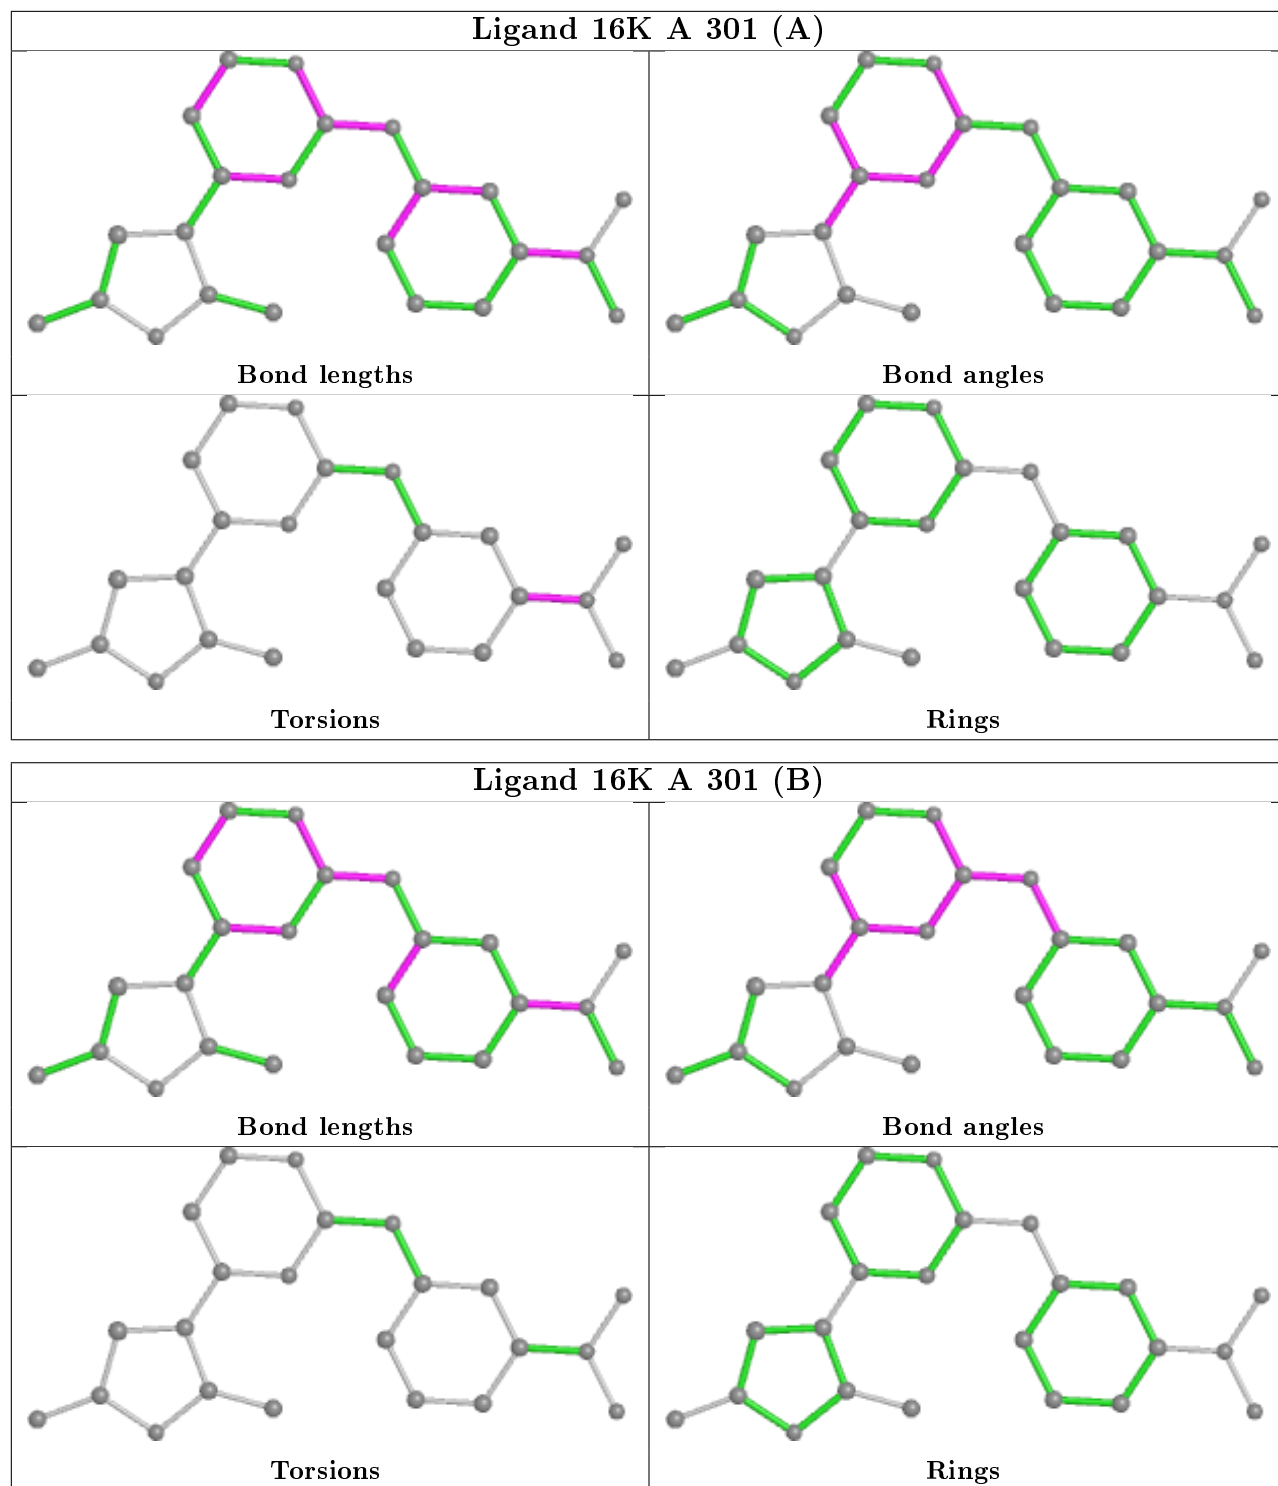 Ligand 16K A 301 (A)
Bond lengths
Bond angles
Torsions
Rings
Ligand 16K A 301 (B)
Bond lengths
Bond angles
Torsions
Rings